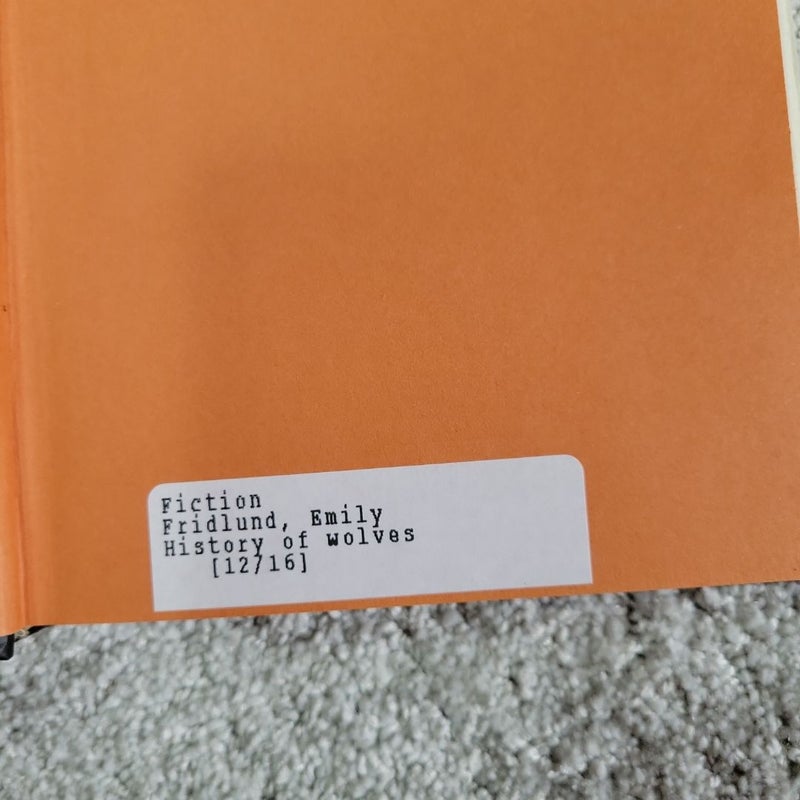 Fiction
Fridlund, Emily
History of wolves
[12/16]